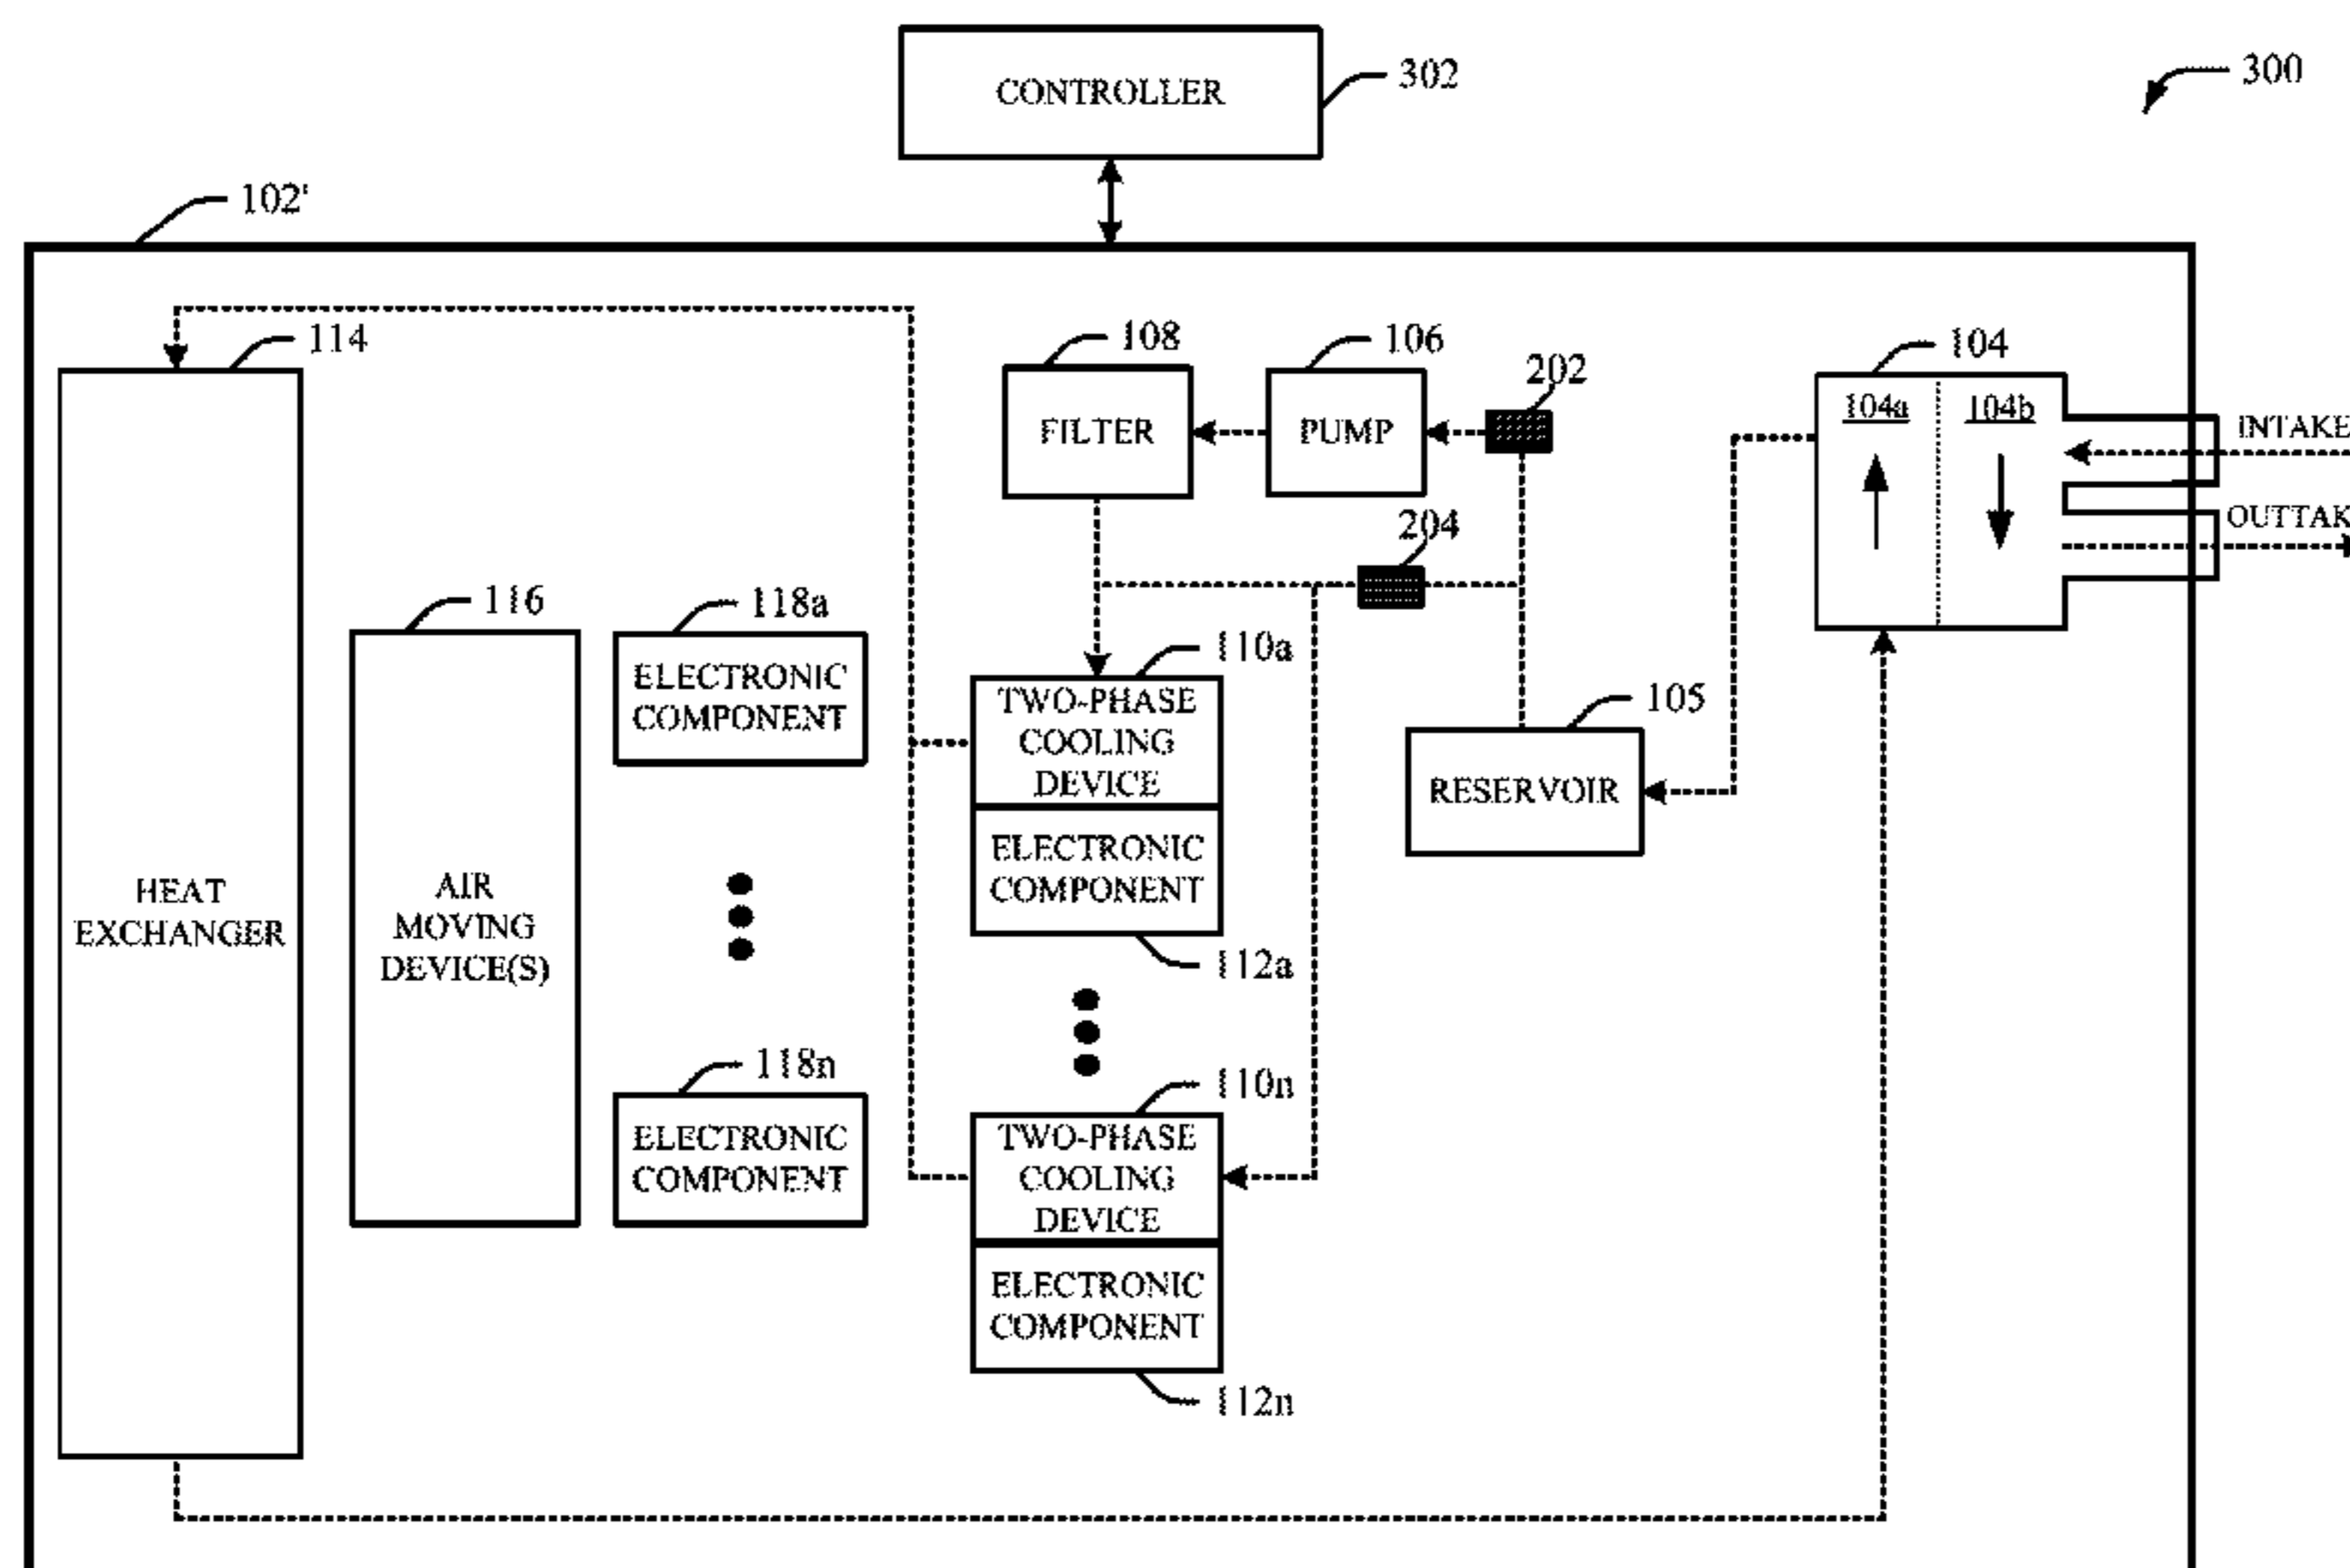 CONTROLLER
302
300
102'
114
108
106
202
104
104a
104b
FILTER
PUMP
INTAKE
204
OUTTAK
116
118a
110a
ELECTRONIC
COMPONENT
TWO-PHASE
COOLING
DEVICE
105
RESERVOIR
HEAT
EXCHANGER
AIR
MOVING
DEVICE(S)
ELECTRONIC
COMPONENT
112a
118n
110n
ELECTRONIC
COMPONENT
TWO-PHASE
COOLING
DEVICE
ELECTRONIC
COMPONENT
112n